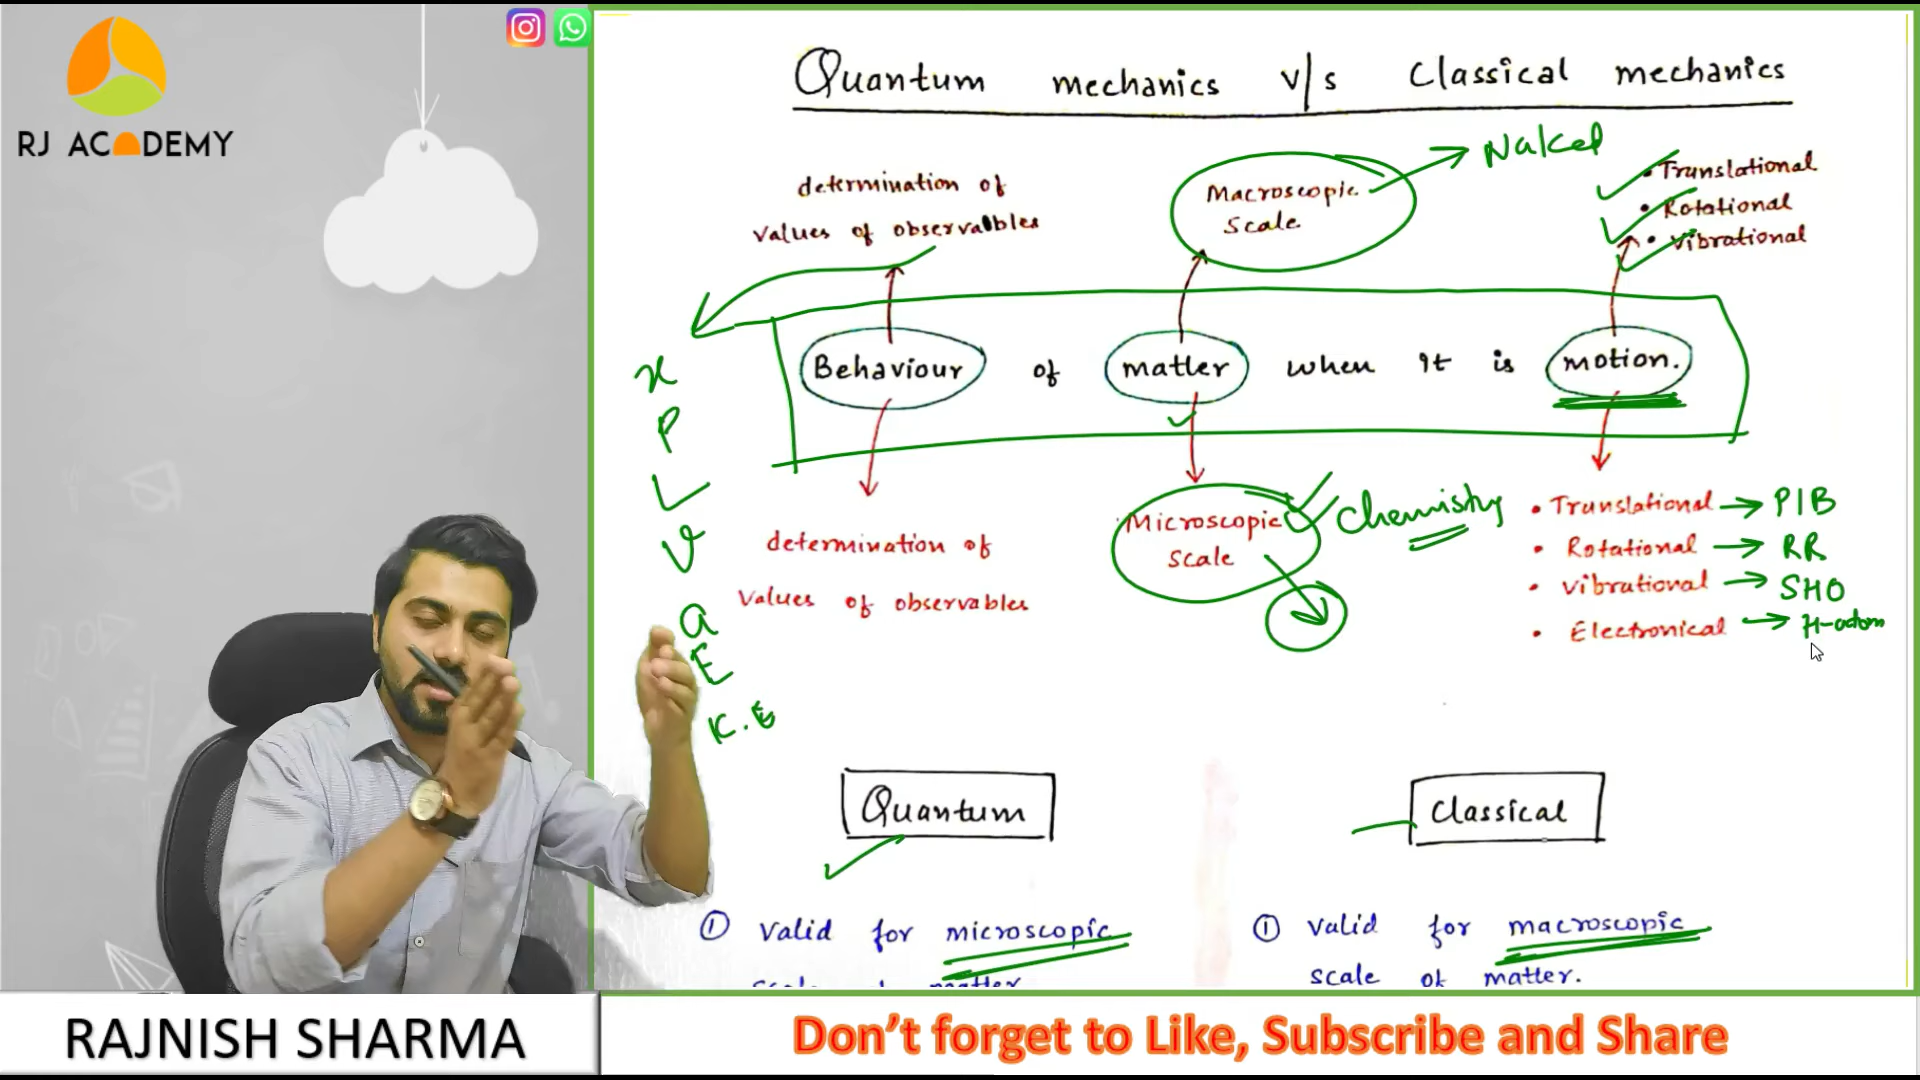 RJ ACADEMY
Quantum mechanics v/s Classical mechanics
determination of
values of observables
Macroscopic
Scale
Naked
• Translational
• Rotational
• Vibrational
Behaviour of matter when it is motion.
x
P
L
v
a
E
K.E
determination of
values of observables
Microscopic
Scale
Chemistry
• Translational → PIB
• Rotational → RR
• Vibrational → SHO
• Electronical → H-atom
Quantum
Classical
① Valid for microscopic
① Valid for macroscopic
scale of matter.
RAJNISH SHARMA
Don't forget to Like, Subscribe and Share